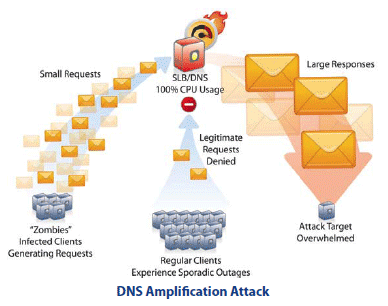 Small Requests
SLB/DNS
100% CPU Usage
Large Responses
Legitimate
Requests
Denied
"Zombies"
Infected Clients
Generating Requests
Regular Clients
Experience Sporadic Outages
Attack Target
Overwhelmed
DNS Amplification Attack